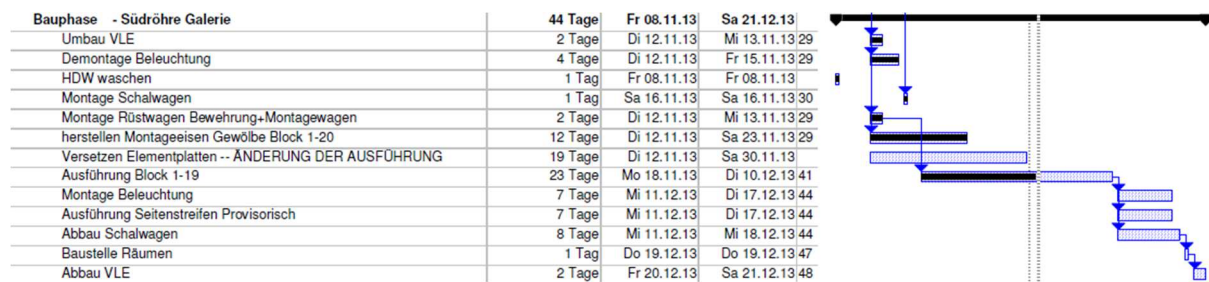 Bauphase - Südröhre Galerie 44 Tage Fr 08.11.13 Sa 21.12.13
Umbau VLE 2 Tage Di 12.11.13 Mi 13.11.13 29
Demontage Beleuchtung 4 Tage Di 12.11.13 Fr 15.11.13 29
HDW waschen 1 Tag Fr 08.11.13 Fr 08.11.13
Montage Schalwagen 1 Tag Sa 16.11.13 Sa 16.11.13 30
Montage Rüstwagen Bewehrung+Montagewagen 2 Tage Di 12.11.13 Mi 13.11.13 29
herstellen Montageeisen Gewölbe Block 1-20 12 Tage Di 12.11.13 Sa 23.11.13 29
Versetzen Elementplatten -- ÄNDERUNG DER AUSFÜHRUNG 19 Tage Di 12.11.13 Sa 30.11.13
Ausführung Block 1-19 23 Tage Mo 18.11.13 Di 10.12.13 41
Montage Beleuchtung 7 Tage Mi 11.12.13 Di 17.12.13 44
Ausführung Seitenstreifen Provisorisch 7 Tage Mi 11.12.13 Di 17.12.13 44
Abbau Schalwagen 8 Tage Mi 11.12.13 Mi 18.12.13 44
Baustelle Räumen 1 Tag Do 19.12.13 Do 19.12.13 47
Abbau VLE 2 Tage Fr 20.12.13 Sa 21.12.13 48